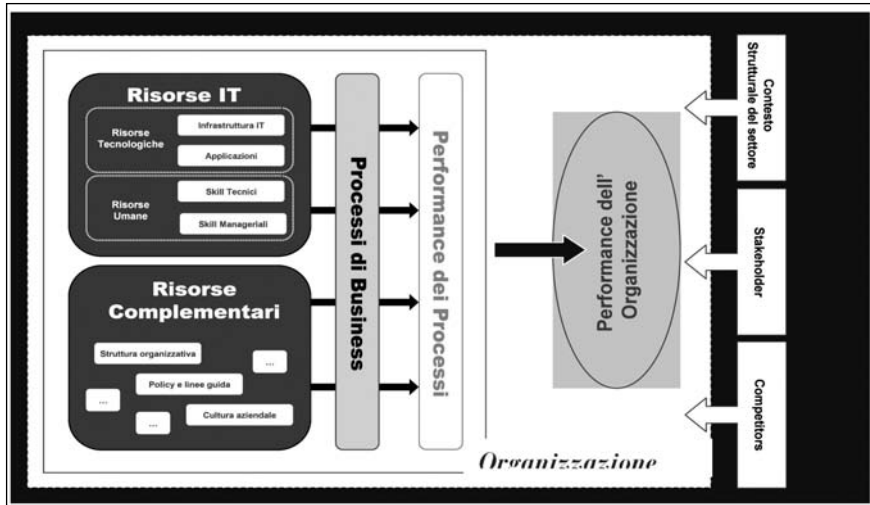 Risorse IT
Risorse
Tecnologiche
Infrastruttura IT
Applicazioni
Risorse
Umane
Skill Tecnici
Skill Manageriali
Risorse
Complementari
Struttura organizzativa
...
Policy e linee guida
...
...
Cultura aziendale
Processi di Business
Performance dei Processi
Performance dell'
Organizzazione
Organizzazione
Contesto
Strutturale del settore
Stakeholder
Competitors